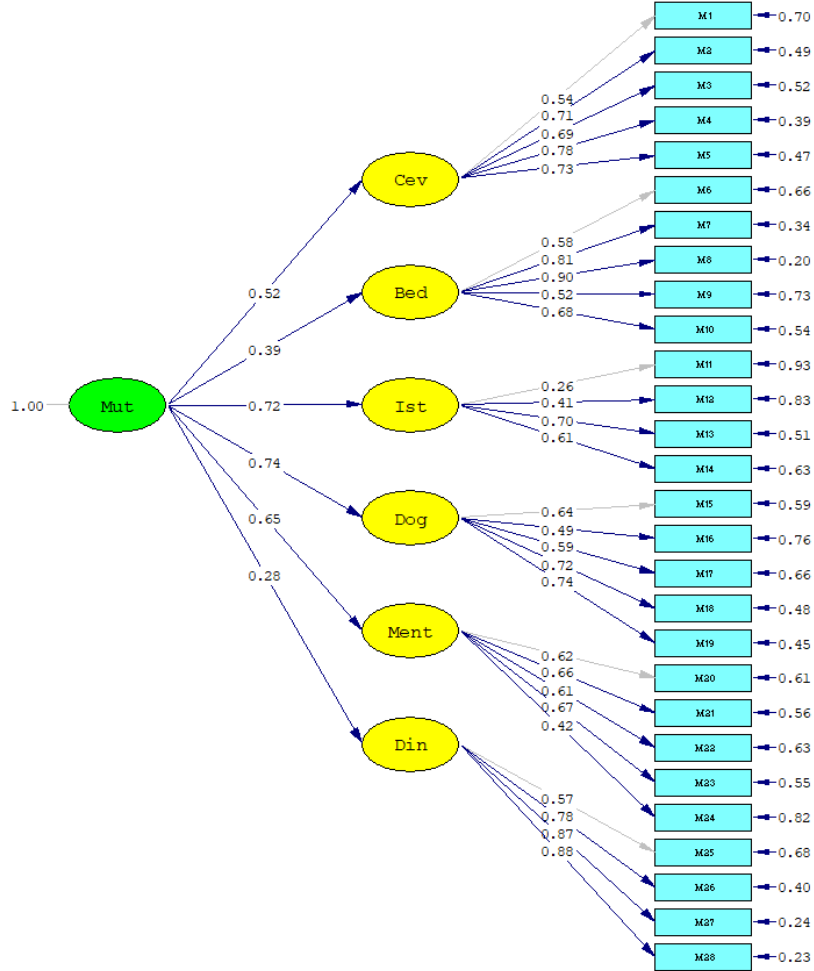 M1 0.70
M2 0.49
0.54 M3 0.52
0.71
0.69 M4 0.39
0.78
0.73 M5 0.47
Cev
M6 0.66
0.58 M7 0.34
0.81
0.90 M8 0.20
0.52 Bed 0.52 M9 0.73
0.68
M10 0.54
0.39
M11 0.93
0.26
1.00 Mut 0.72 Ist 0.41 M12 0.83
0.70 M13 0.51
0.61
M14 0.63
0.74
0.64 M15 0.59
Dog 0.49 M16 0.76
0.65 0.59
0.72 M17 0.66
0.28 0.74
M18 0.48
Ment M19 0.45
0.62
0.66 M20 0.61
0.61
0.67 M21 0.56
0.42
Din M22 0.63
M23 0.55
0.57
0.78 M24 0.82
0.87
0.88 M25 0.68
M26 0.40
M27 0.24
M28 0.23